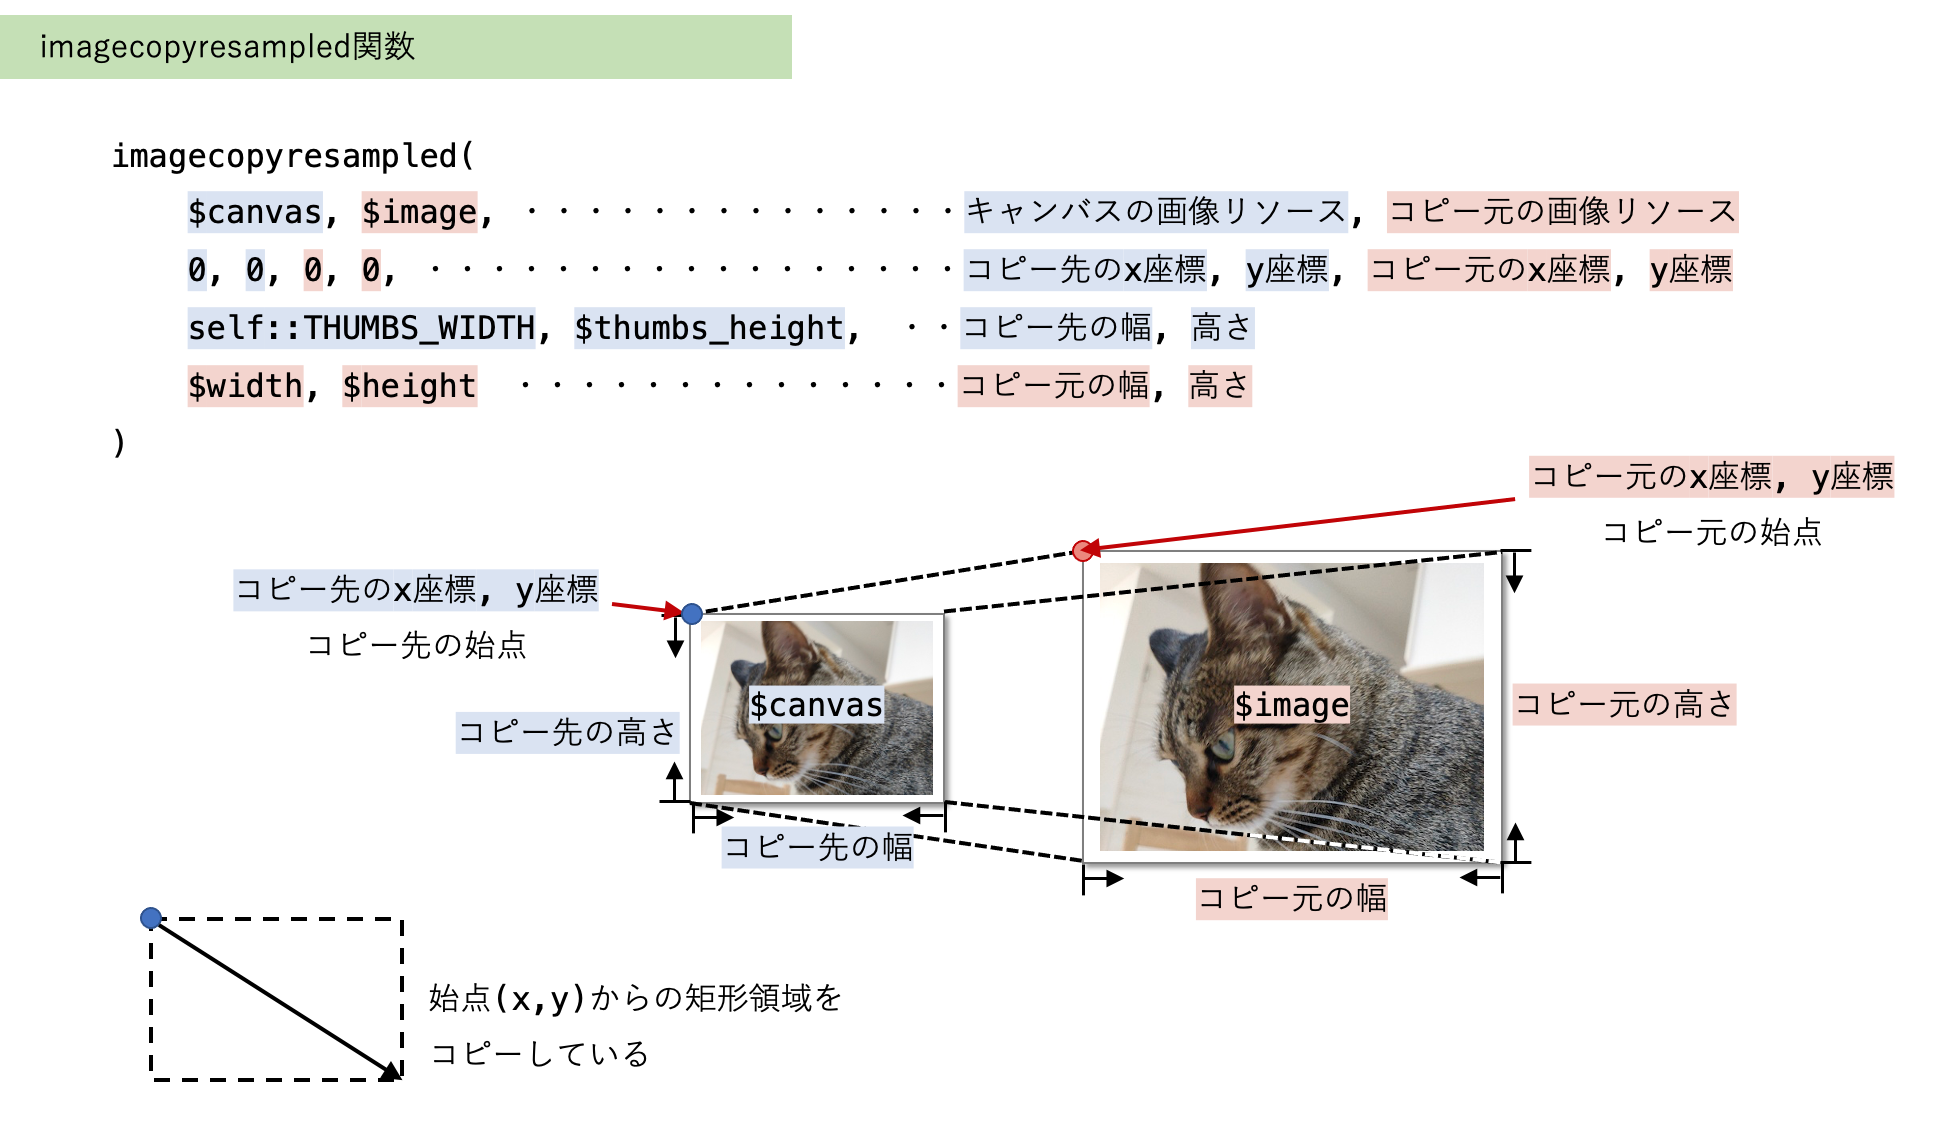 imagecopyresampled関数
imagecopyresampled(
$canvas, $image, ・・・・・・・・・・・・・・キャンバスの画像リソース, コピー元の画像リソース
0, 0, 0, 0, ・・・・・・・・・・・・・・・・・コピー先のx座標, y座標, コピー元のx座標, y座標
self::THUMBS_WIDTH, $thumbs_height, ・・コピー先の幅, 高さ
$width, $height ・・・・・・・・・・・・・・コピー元の幅, 高さ
)
コピー元のx座標, y座標
コピー元の始点
コピー先のx座標, y座標
コピー先の始点
$canvas
$image
コピー元の高さ
コピー先の高さ
コピー先の幅
コピー元の幅
始点(x,y)からの矩形領域を
コピーしている